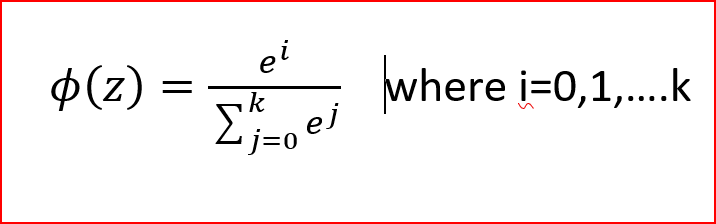 ϕ(z) = e^i / ∑_{j=0}^k e^j where i=0,1,....k